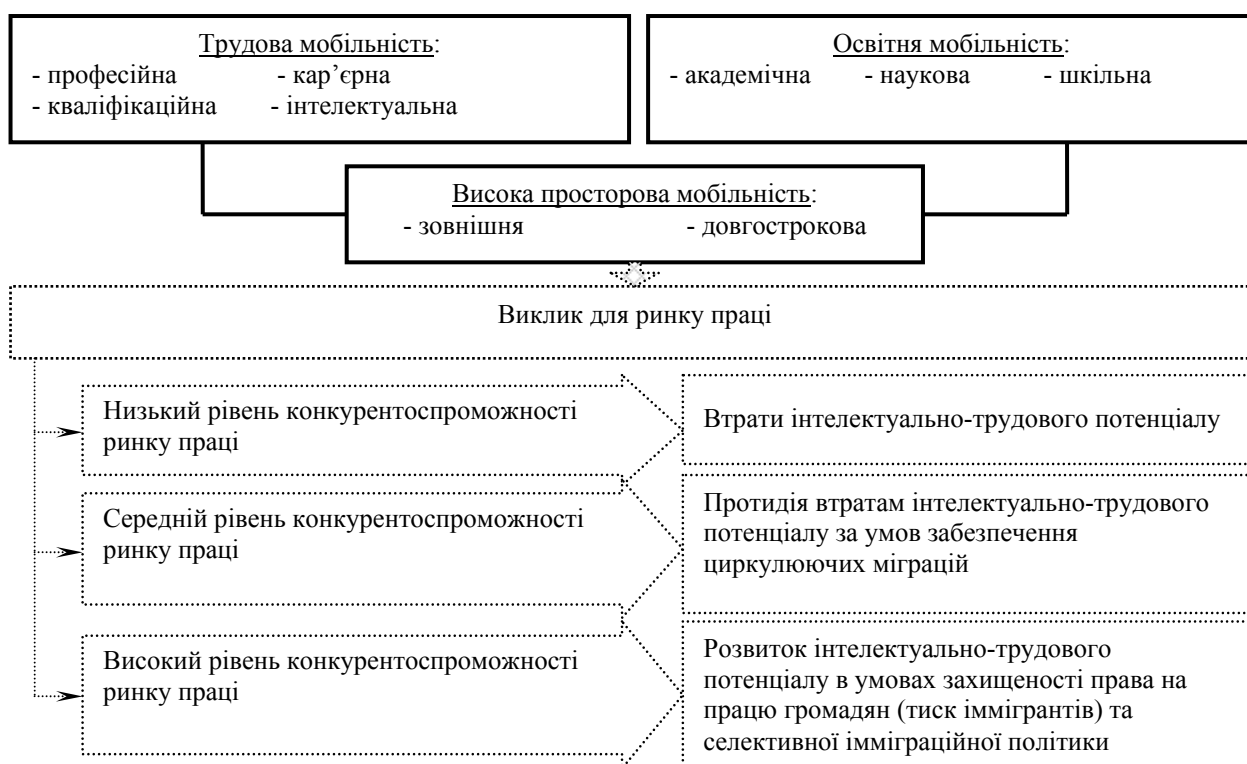 Трудова мобільність:
- професійна - кар’єрна
- кваліфікаційна - інтелектуальна
Освітня мобільність:
- академічна - наукова - шкільна
Висока просторова мобільність:
- зовнішня - довгострокова
Виклик для ринку праці
Низький рівень конкурентоспроможності
ринку праці
Втрати інтелектуально-трудового потенціалу
Середній рівень конкурентоспроможності
ринку праці
Протидія втратам інтелектуально-трудового
потенціалу за умов забезпечення
циркулюючих міграцій
Високий рівень конкурентоспроможності
ринку праці
Розвиток інтелектуально-трудового
потенціалу в умовах захищеності права на
працю громадян (тиск іммігрантів) та
селективної імміграційної політики